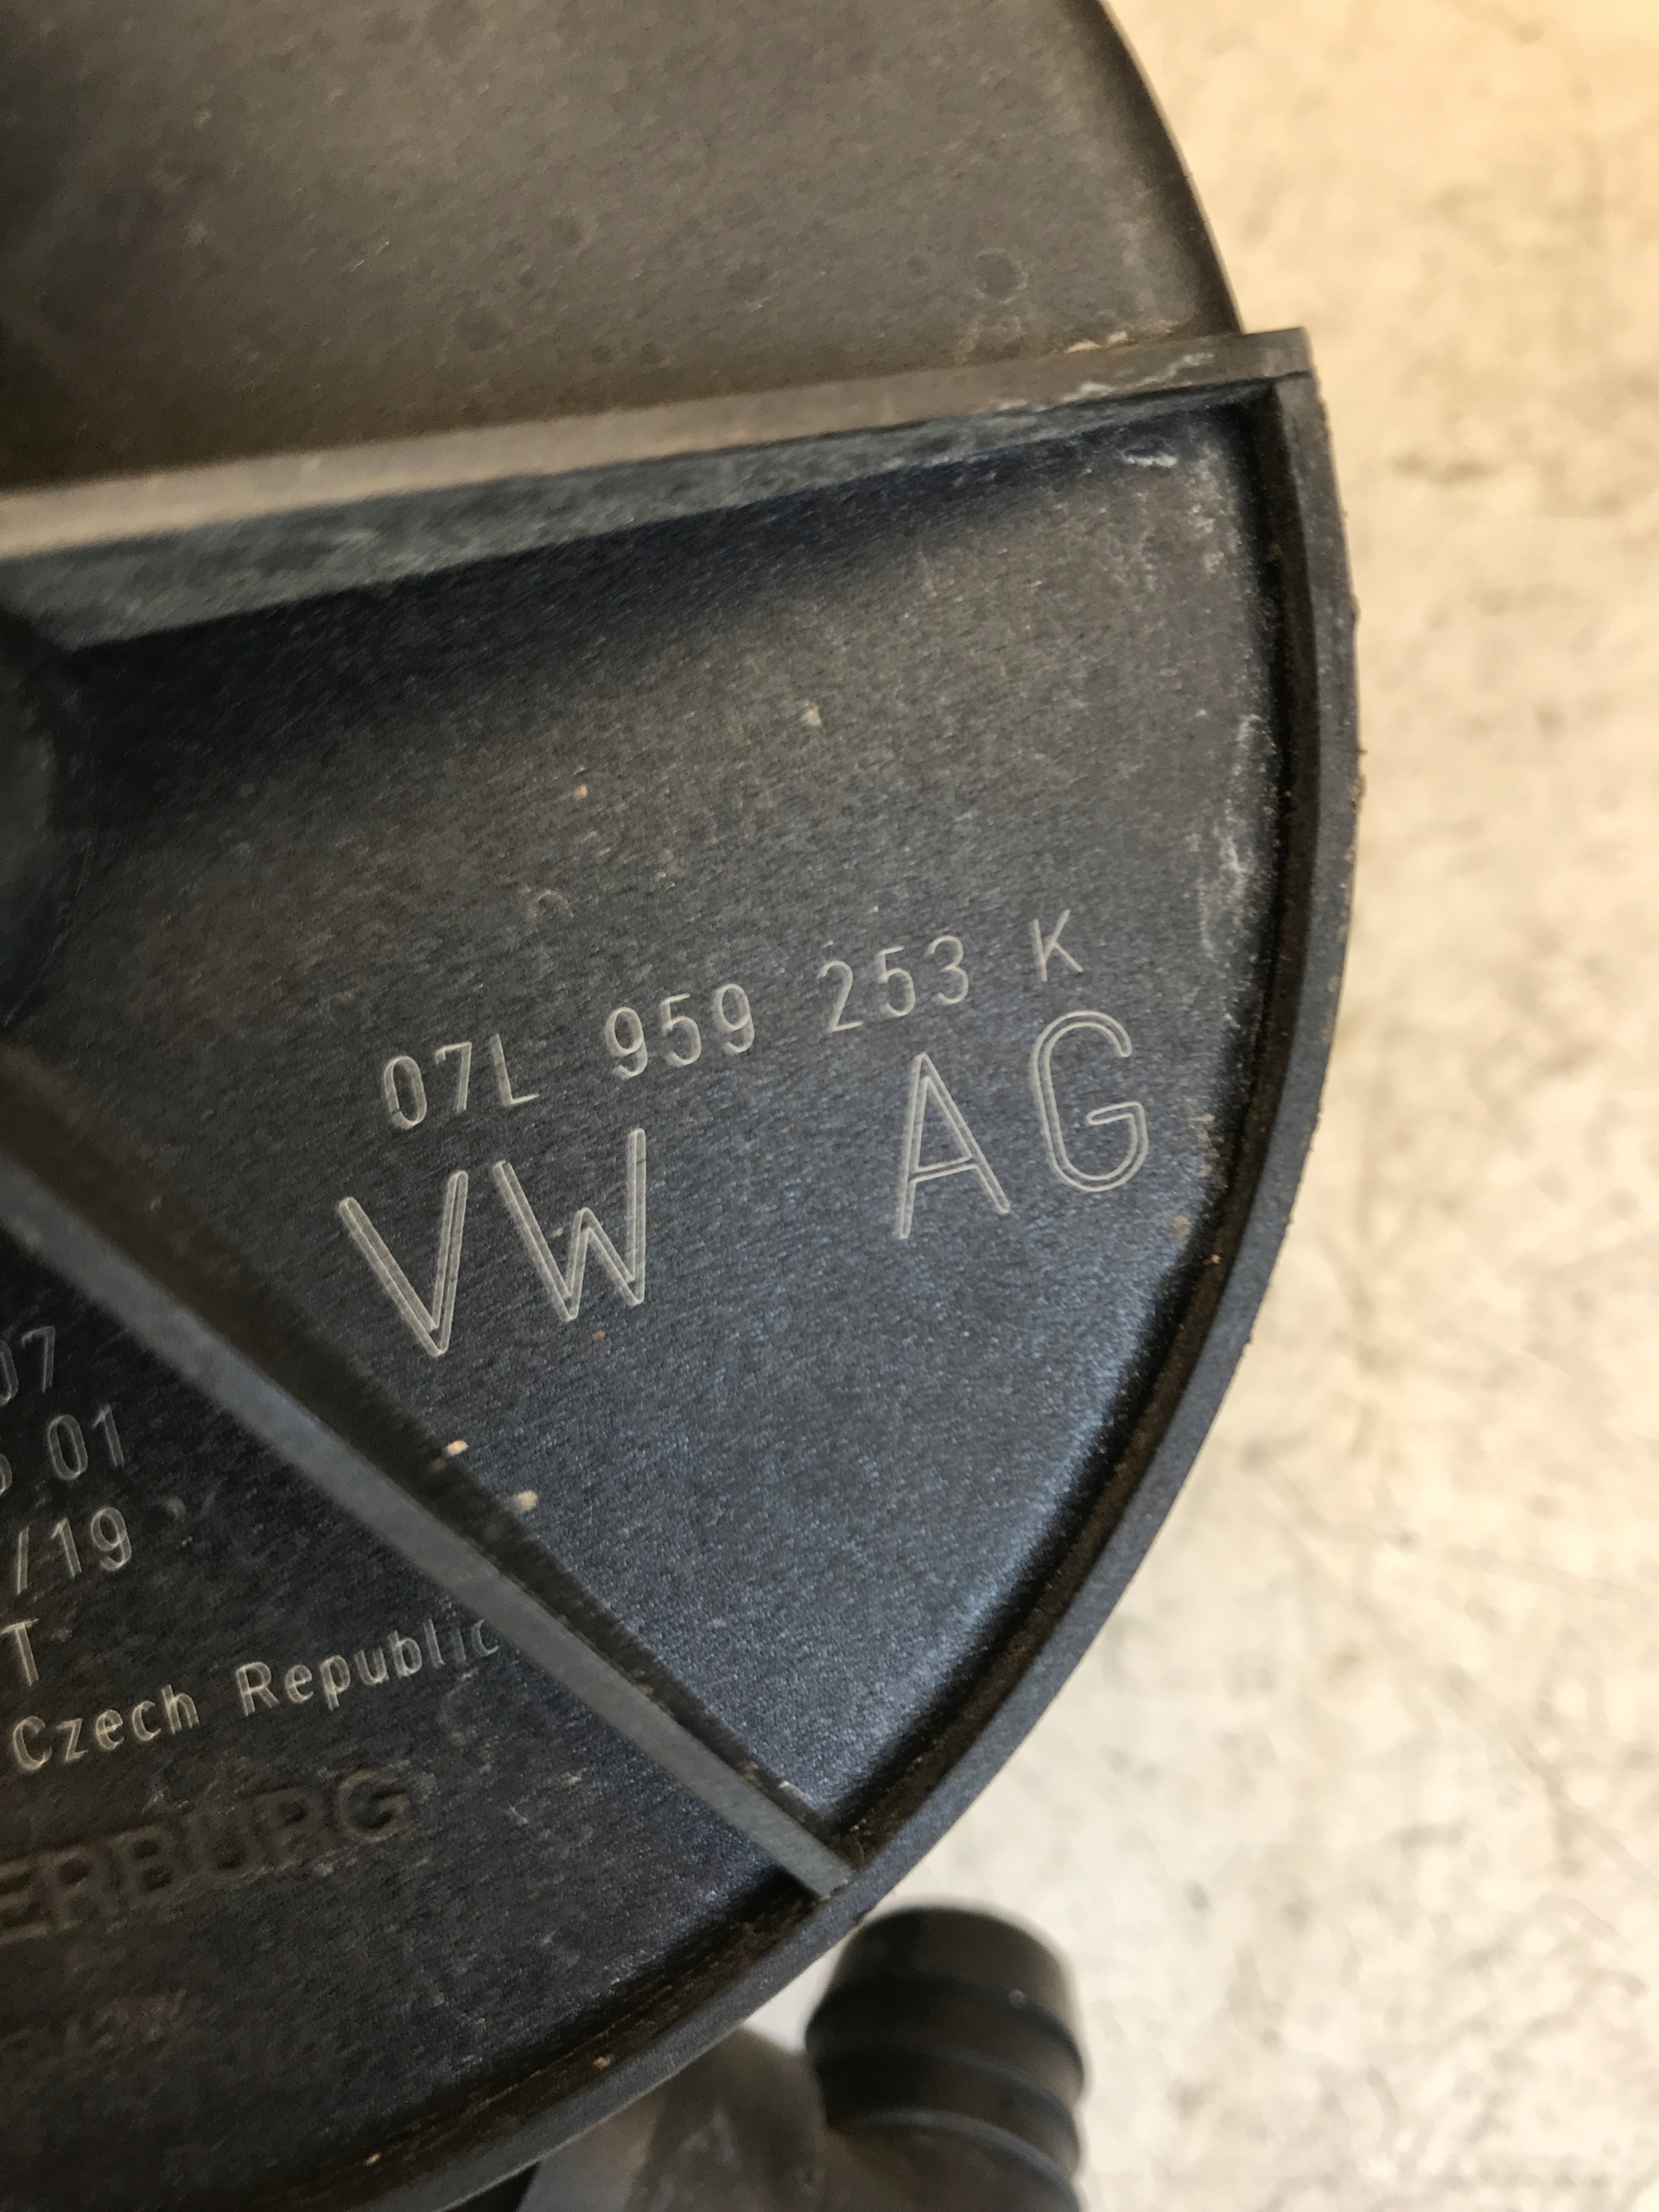 07L 959 253 K
VW AG
07
01
/19
T
Czech Republic
ERBURG